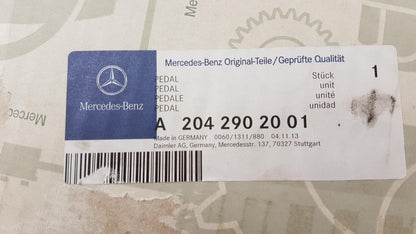 Mercedes-Benz Original-Teile/Geprüfte Qualität
Mercedes-Benz
PEDAL Stück 1
PEDAL unit
PEDALE unité
PEDAL unidad
A 204 290 20 01
Made in GERMANY 0060/1311/880 04.11.13
Daimler AG, Germany, Mercedesstr. 137, 70327 Stuttgart